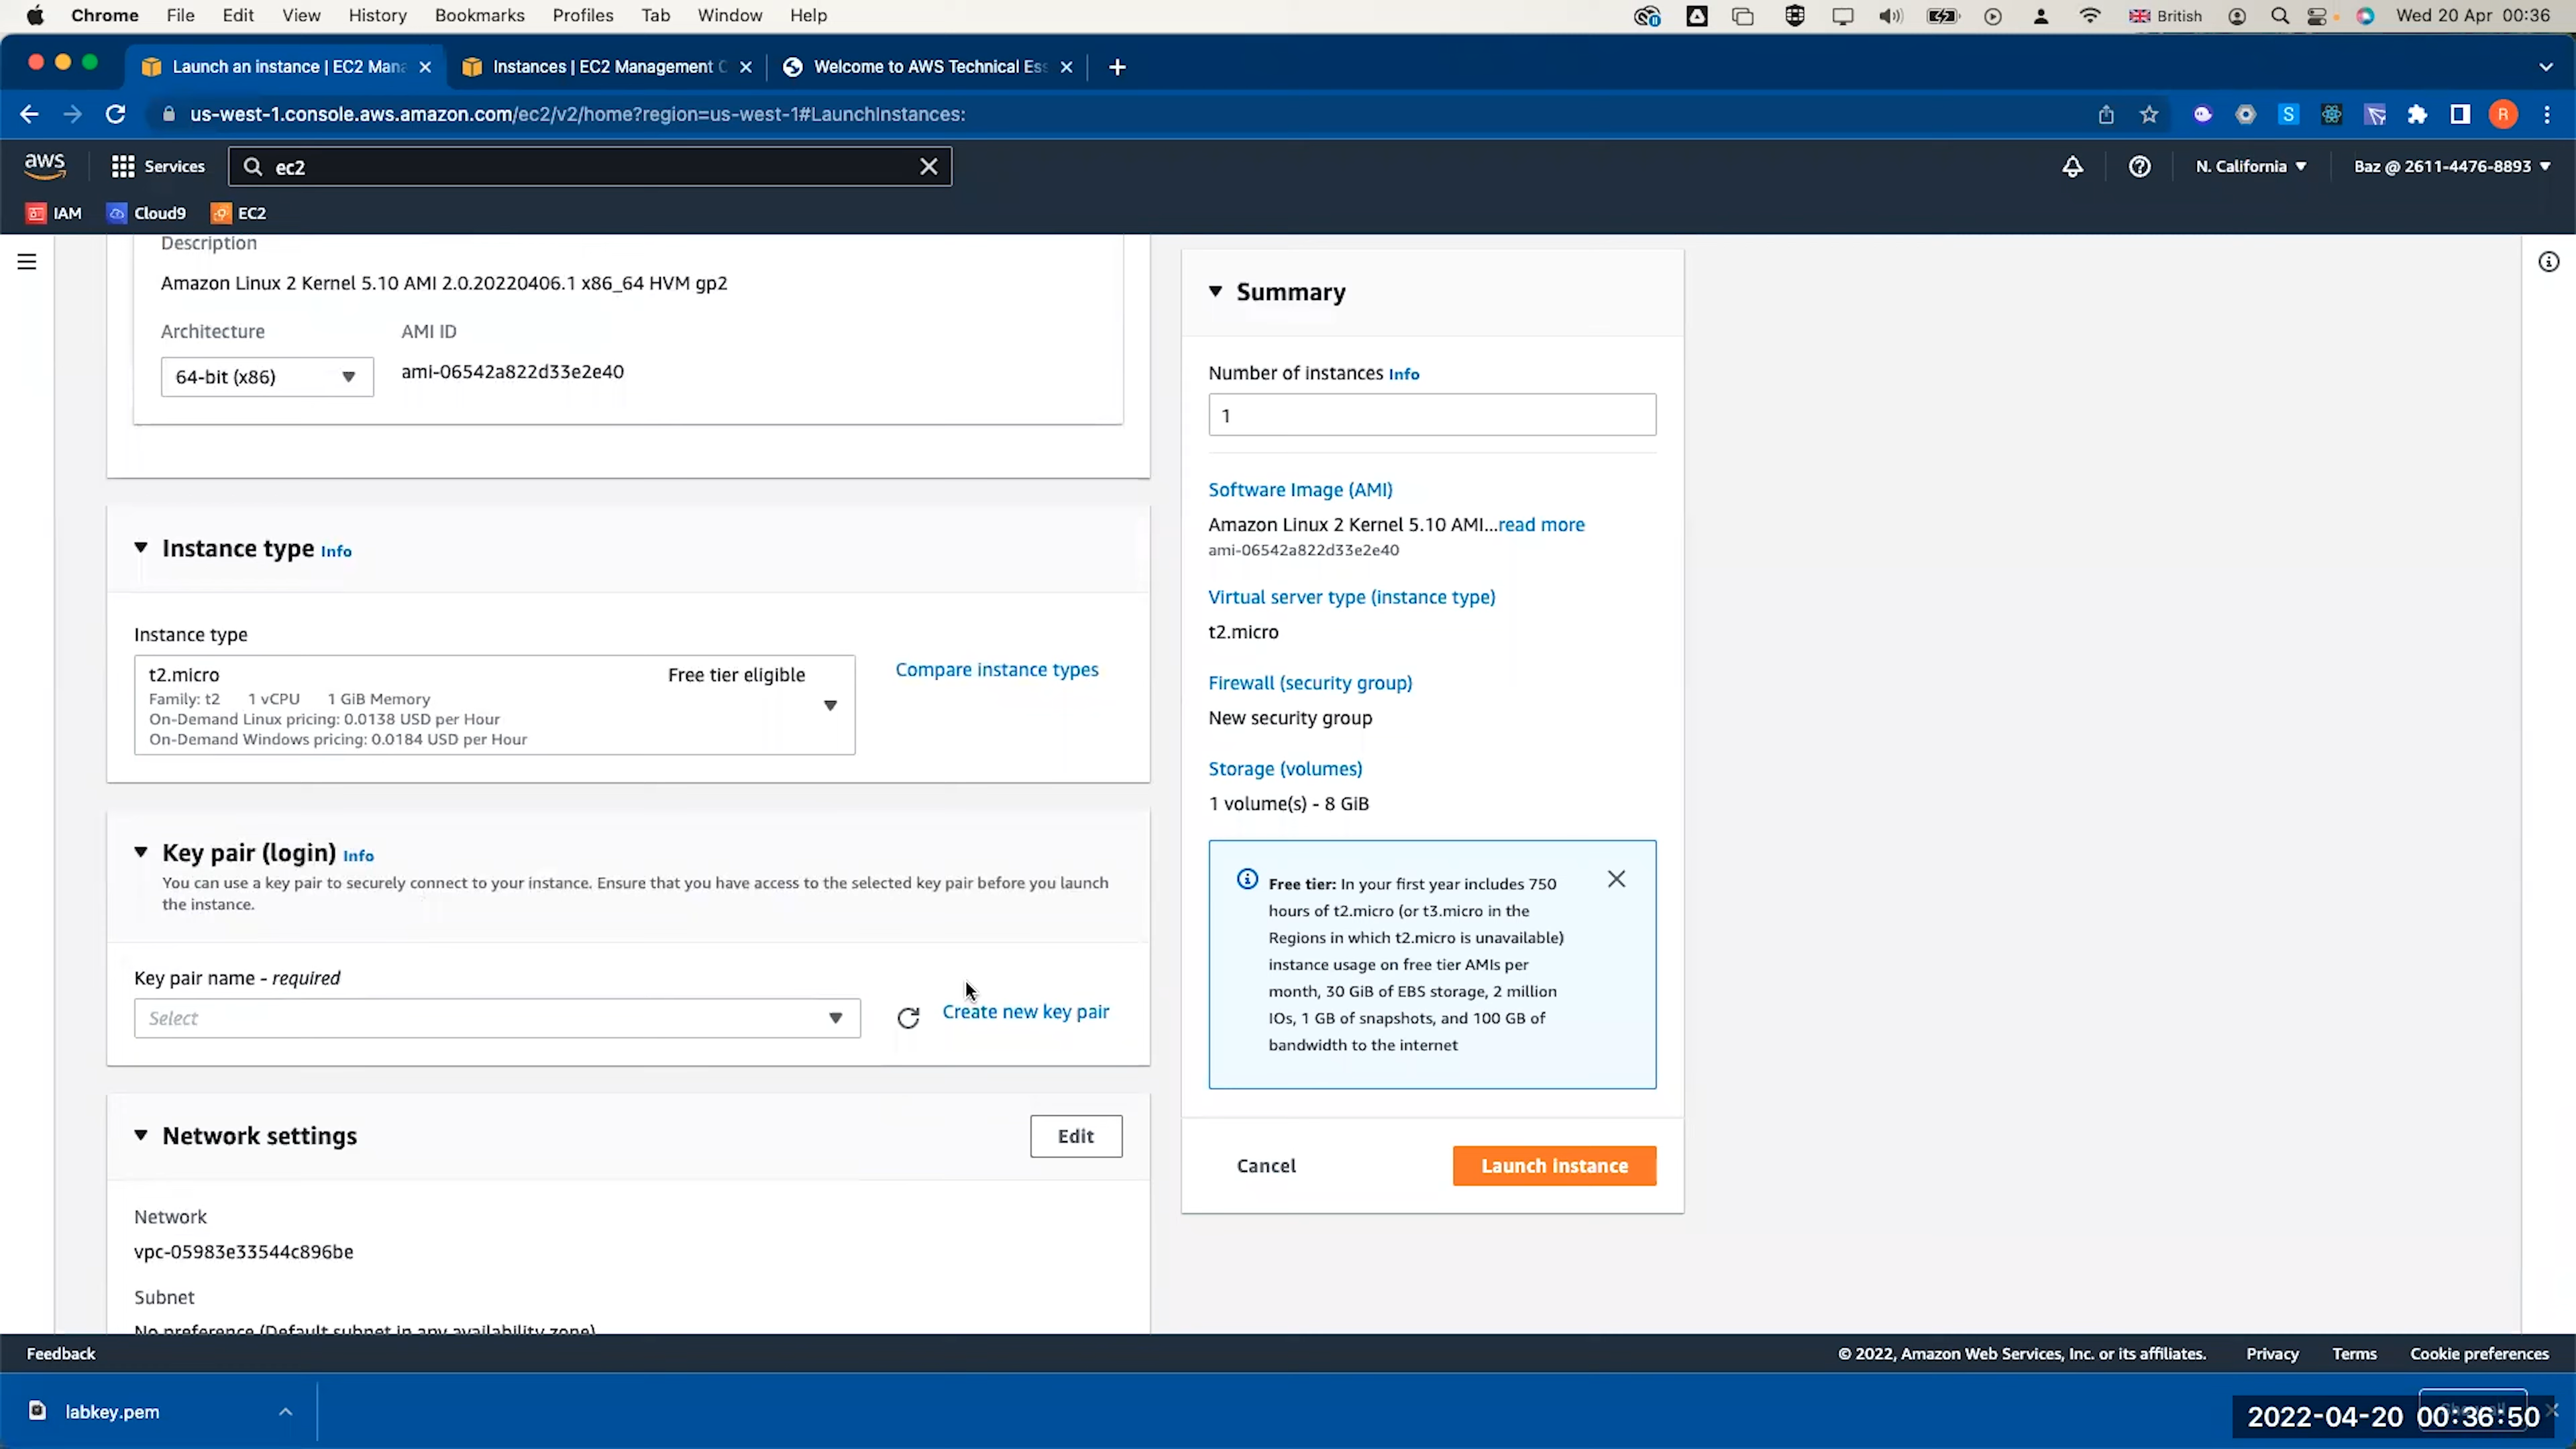 Chrome File Edit View History Bookmarks Profiles Tab Window Help British Wed 20 Apr 00:36
Launch an instance | EC2 Mana Instances | EC2 Management C Welcome to AWS Technical Ess
us-west-1.console.aws.amazon.com/ec2/v2/home?region=us-west-1#LaunchInstances: S R
aws Services ec2 N. California Baz @ 2611-4476-8893
IAM Cloud9 EC2
Description
Amazon Linux 2 Kernel 5.10 AMI 2.0.20220406.1 x86_64 HVM gp2
Architecture AMI ID
64-bit (x86) ami-06542a822d33e2e40
Instance type Info
Instance type
t2.micro Free tier eligible
Family: t2 1 vCPU 1 GiB Memory
On-Demand Linux pricing: 0.0138 USD per Hour
On-Demand Windows pricing: 0.0184 USD per Hour
Compare instance types
Key pair (login) Info
You can use a key pair to securely connect to your instance. Ensure that you have access to the selected key pair before you launch
the instance.
Key pair name - required
Select
Create new key pair
Network settings Edit
Network
vpc-05983e33544c896be
Subnet
No preference (Default subnet in any availability zone)
Summary
Number of instances Info
1
Software Image (AMI)
Amazon Linux 2 Kernel 5.10 AMI...read more
ami-06542a822d33e2e40
Virtual server type (instance type)
t2.micro
Firewall (security group)
New security group
Storage (volumes)
1 volume(s) - 8 GiB
Free tier: In your first year includes 750
hours of t2.micro (or t3.micro in the
Regions in which t2.micro is unavailable)
instance usage on free tier AMIs per
month, 30 GiB of EBS storage, 2 million
IOs, 1 GB of snapshots, and 100 GB of
bandwidth to the internet
Cancel Launch instance
Feedback © 2022, Amazon Web Services, Inc. or its affiliates. Privacy Terms Cookie preferences
labkey.pem
2022-04-20 00:36:50